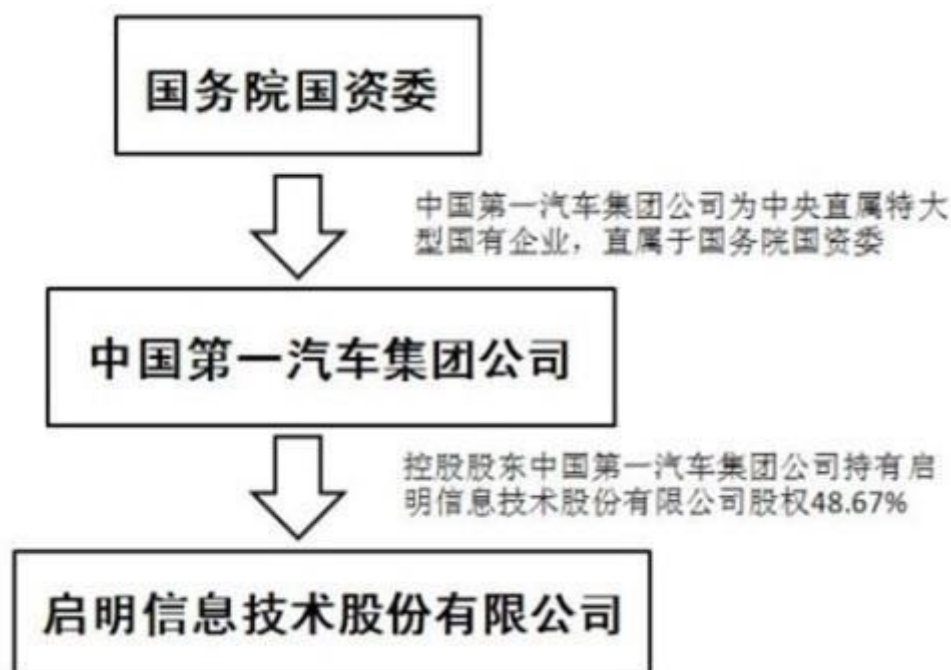 国务院国资委
中国第一汽车集团公司为中央直属特大
型国有企业，直属于国务院国资委
中国第一汽车集团公司
控股股东中国第一汽车集团公司持有启
明信息技术股份有限公司股权48.67%
启明信息技术股份有限公司